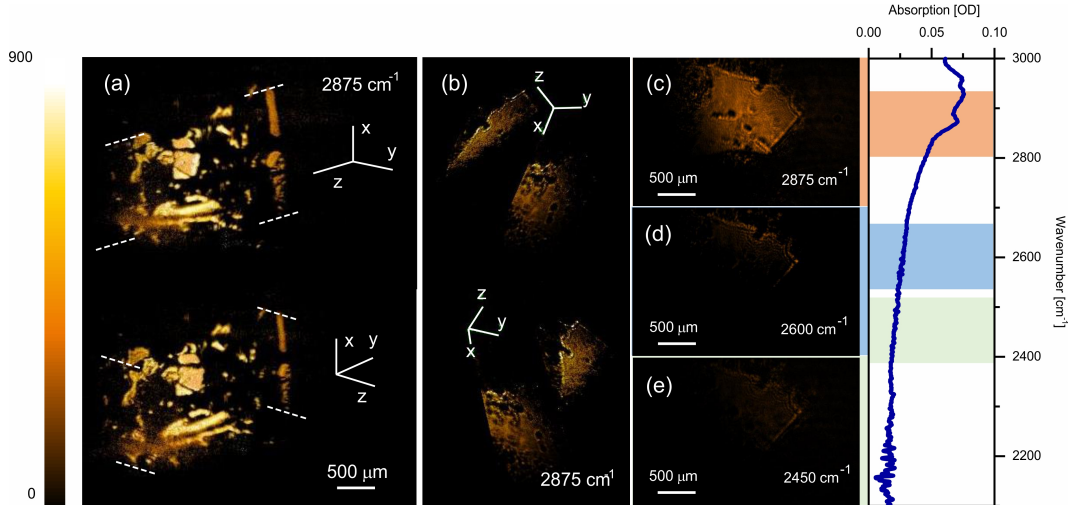 900
0
(a)
2875 cm-1
x
y
z
x
y
z
500 µm
(b)
z
y
x
z
y
x
2875 cm-1
(c)
500 µm
2875 cm-1
(d)
500 µm
2600 cm-1
(e)
500 µm
2450 cm-1
Absorption [OD]
0.00 0.05 0.10
3000
2800
2600
2400
2200
Wavenumber [cm-1]